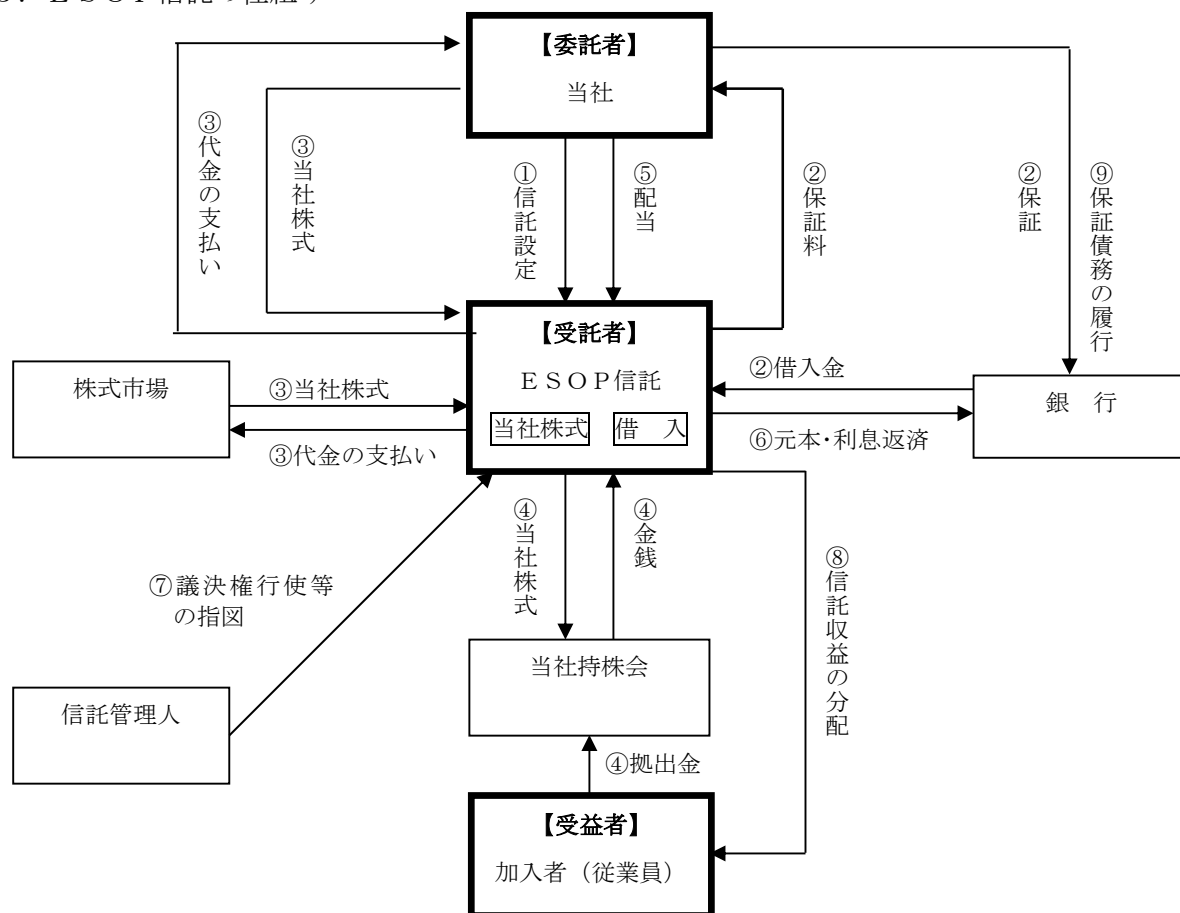 【委託者】
当社
③代金の支払い
③当社株式
①信託設定
⑤配当
②保証料
②保証
⑨保証債務の履行
【受託者】
ESOP信託
当社株式
借 入
株式市場
③当社株式
③代金の支払い
②借入金
⑥元本・利息返済
銀 行
④当社株式
④金銭
⑧信託収益の分配
⑦議決権行使等
の指図
信託管理人
当社持株会
④拠出金
【受益者】
加入者（従業員）